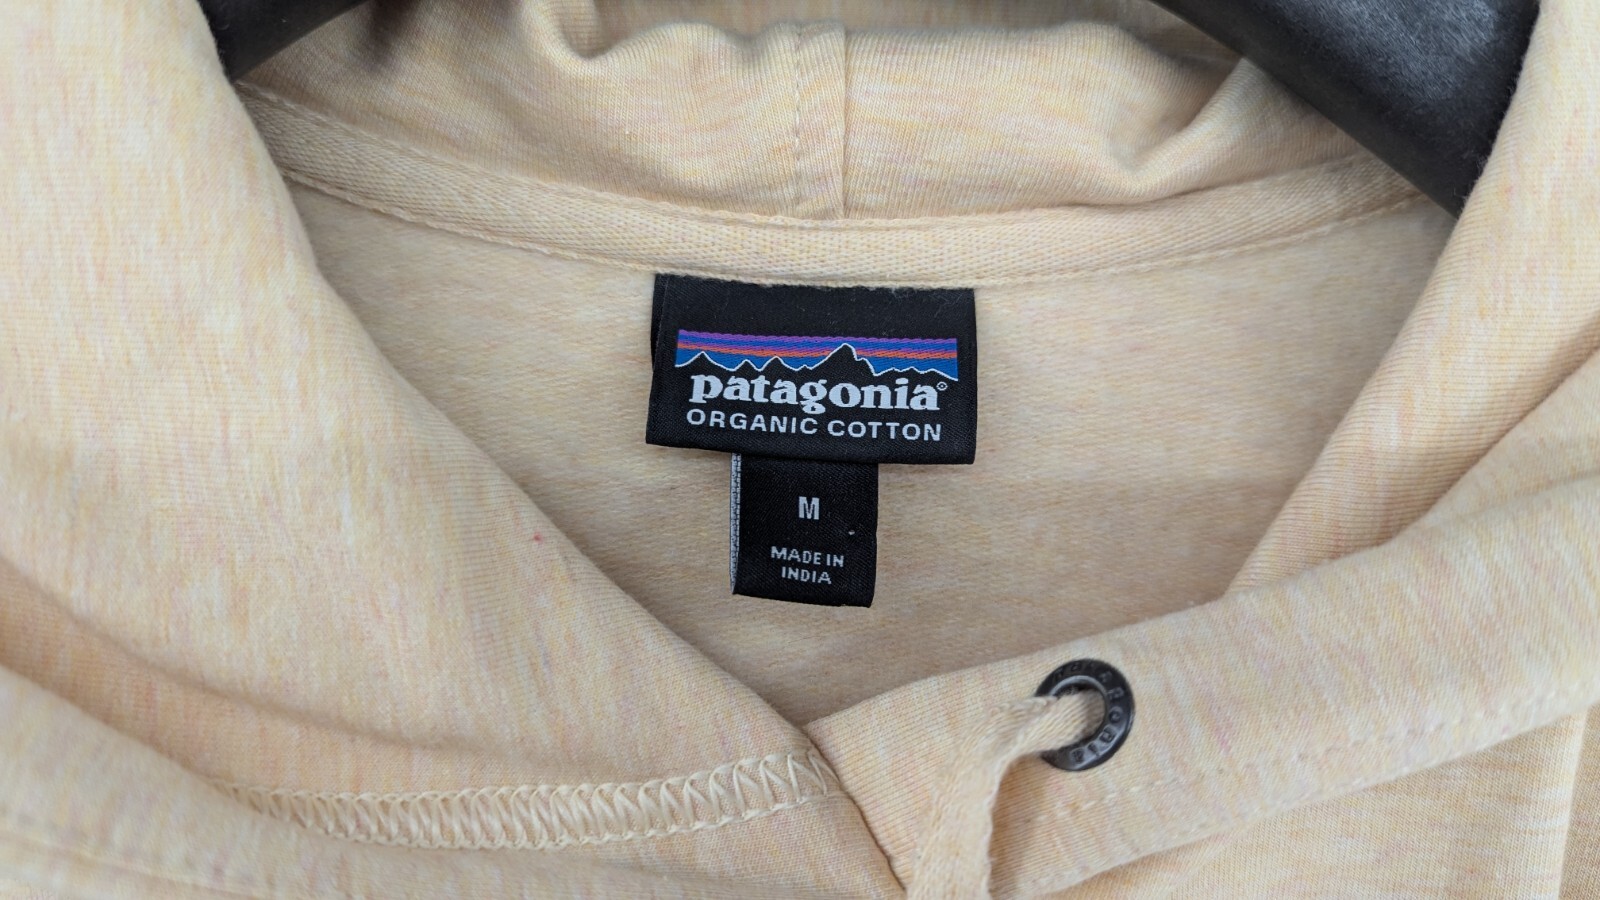 patagonia®
ORGANIC COTTON
M
MADE IN
INDIA